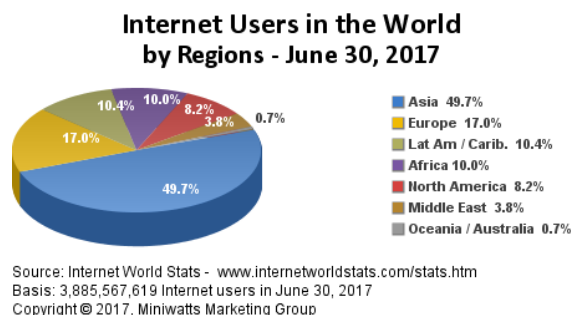 Internet Users in the World
by Regions - June 30, 2017
10.4%
10.0%
8.2%
3.8%
0.7%
17.0%
49.7%
Asia 49.7%
Europe 17.0%
Lat Am / Carib. 10.4%
Africa 10.0%
North America 8.2%
Middle East 3.8%
Oceania / Australia 0.7%
Source: Internet World Stats - www.internetworldstats.com/stats.htm
Basis: 3,885,567,619 Internet users in June 30, 2017
Copyright © 2017, Miniwatts Marketing Group